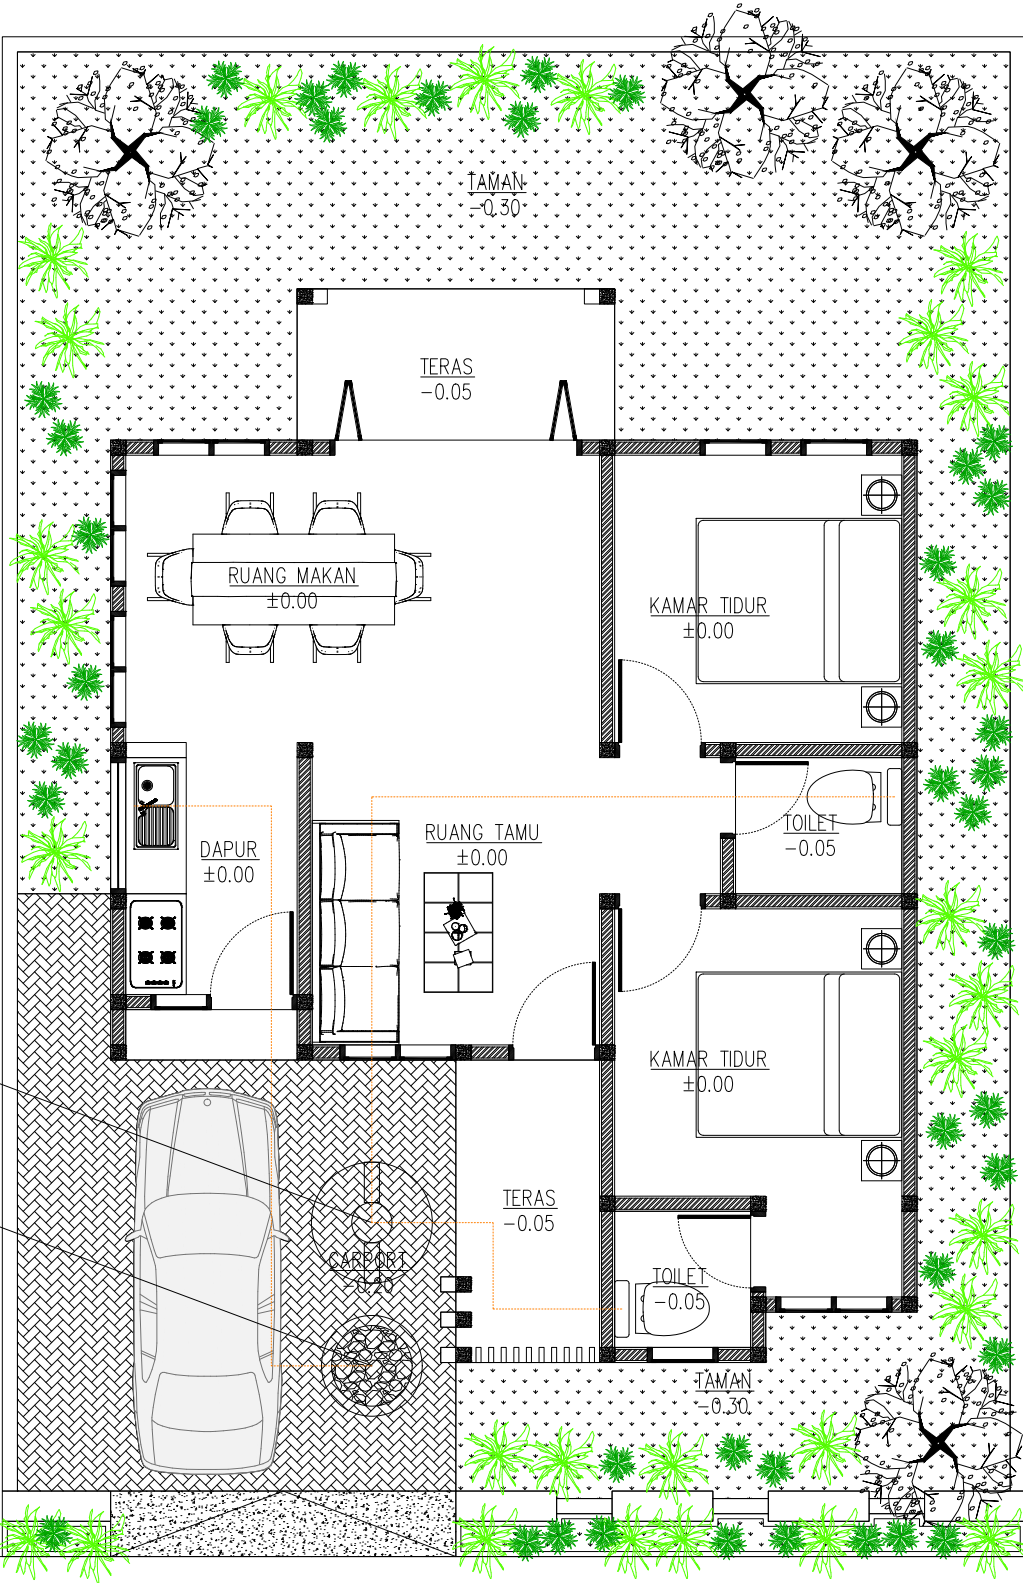 TAMAN
-0.30
TERAS
-0.05
RUANG MAKAN
±0.00
KAMAR TIDUR
±0.00
RUANG TAMU
±0.00
TOILET
-0.05
DAPUR
±0.00
KAMAR TIDUR
±0.00
TERAS
-0.05
CARPORT
-0.20
TOILET
-0.05
TAMAN
-0.30